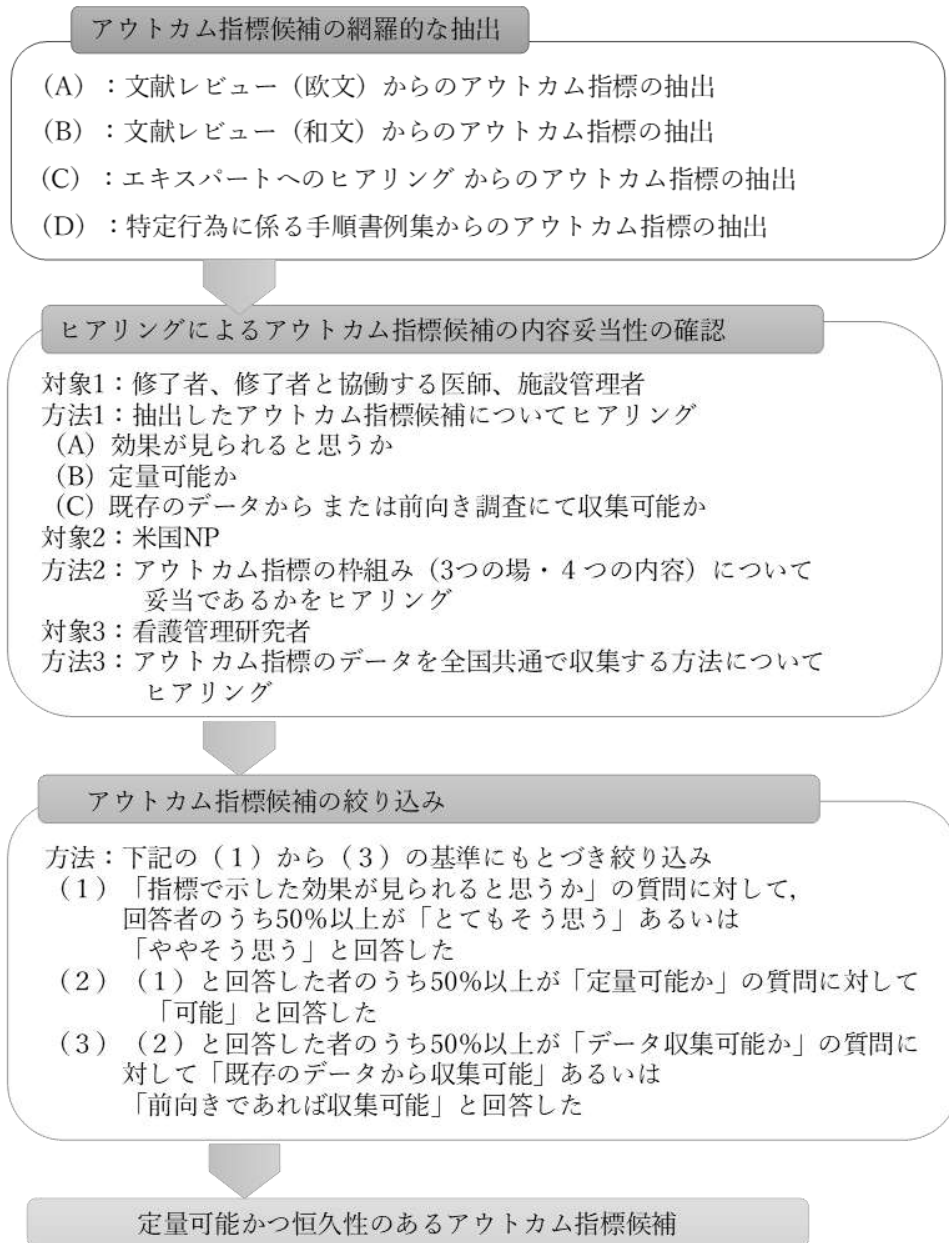 アウトカム指標候補の網羅的な抽出
(A) :文献レビュー(欧文)からのアウトカム指標の抽出
(B) :文献レビュー(和文)からのアウトカム指標の抽出
(C) :エキスパートへのヒアリング からのアウトカム指標の抽出
(D) :特定行為に係る手順書例集からのアウトカム指標の抽出
ヒアリングによるアウトカム指標候補の内容妥当性の確認
対象1:修了者、修了者と協働する医師、施設管理者
方法1:抽出したアウトカム指標候補についてヒアリング
(A)効果が見られると思うか
(B)定量可能か
(C)既存のデータから または前向き調査にて収集可能か
対象2:米国NP
方法2:アウトカム指標の枠組み(3つの場・４つの内容)について
妥当であるかをヒアリング
対象3:看護管理研究者
方法3:アウトカム指標のデータを全国共通で収集する方法について
ヒアリング
アウトカム指標候補の絞り込み
方法:下記の(1)から(3)の基準にもとづき絞り込み
(1)「指標で示した効果が見られると思うか」の質問に対して,
回答者のうち50%以上が「とてもそう思う」あるいは
「ややそう思う」と回答した
(2)(1)と回答した者のうち50%以上が「定量可能か」の質問に対して
「可能」と回答した
(3)(2)と回答した者のうち50%以上が「データ収集可能か」の質問に
対して「既存のデータから収集可能」あるいは
「前向きであれば収集可能」と回答した
定量可能かつ恒久性のあるアウトカム指標候補